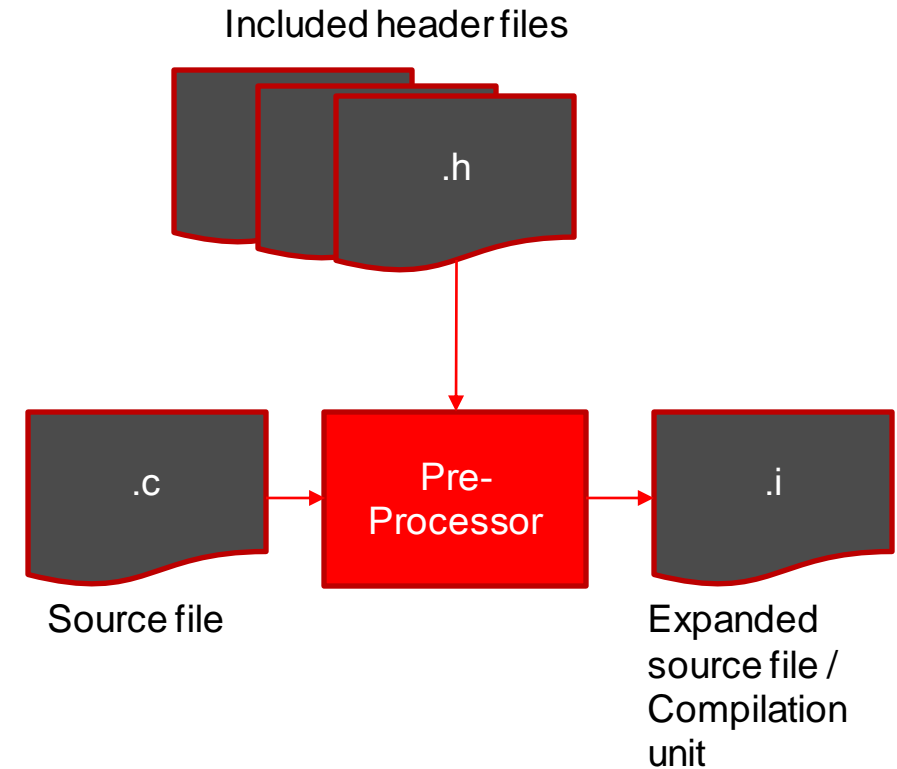 Included header files
.h
.c
Pre-
Processor
.i
Source file
Expanded
source file /
Compilation
unit